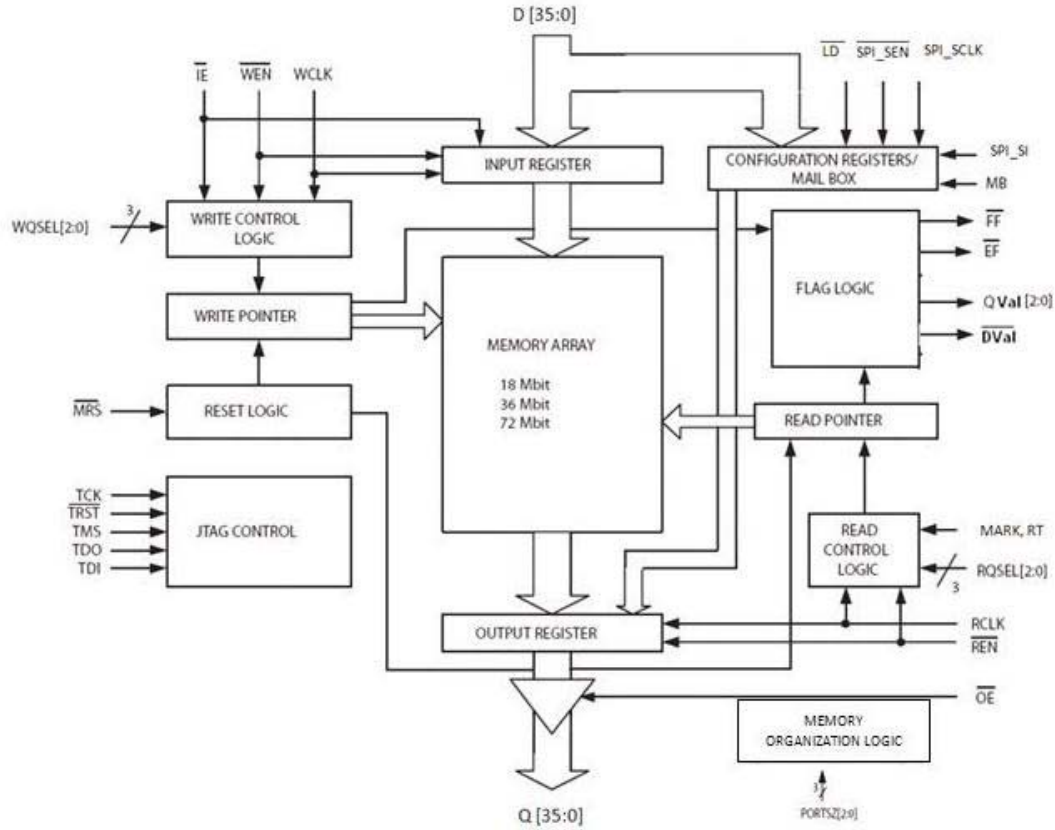 D [35:0]
IE
WEN
WCLK
LD
SPI_SEN
SPI_SCLK
INPUT REGISTER
CONFIGURATION REGISTERS/
MAIL BOX
SPI_SI
MB
WQSEL[2:0]
3
WRITE CONTROL
LOGIC
FF
EF
FLAG LOGIC
QVal [2:0]
DVal
WRITE POINTER
MEMORY ARRAY
18 Mbit
36 Mbit
72 Mbit
MRS
RESET LOGIC
READ POINTER
TCK
TRST
TMS
TDO
TDI
JTAG CONTROL
READ
CONTROL
LOGIC
MARK, RT
RQSEL[2:0]
3
OUTPUT REGISTER
RCLK
REN
OE
MEMORY
ORGANIZATION LOGIC
3
PORTSZ[2:0]
Q [35:0]